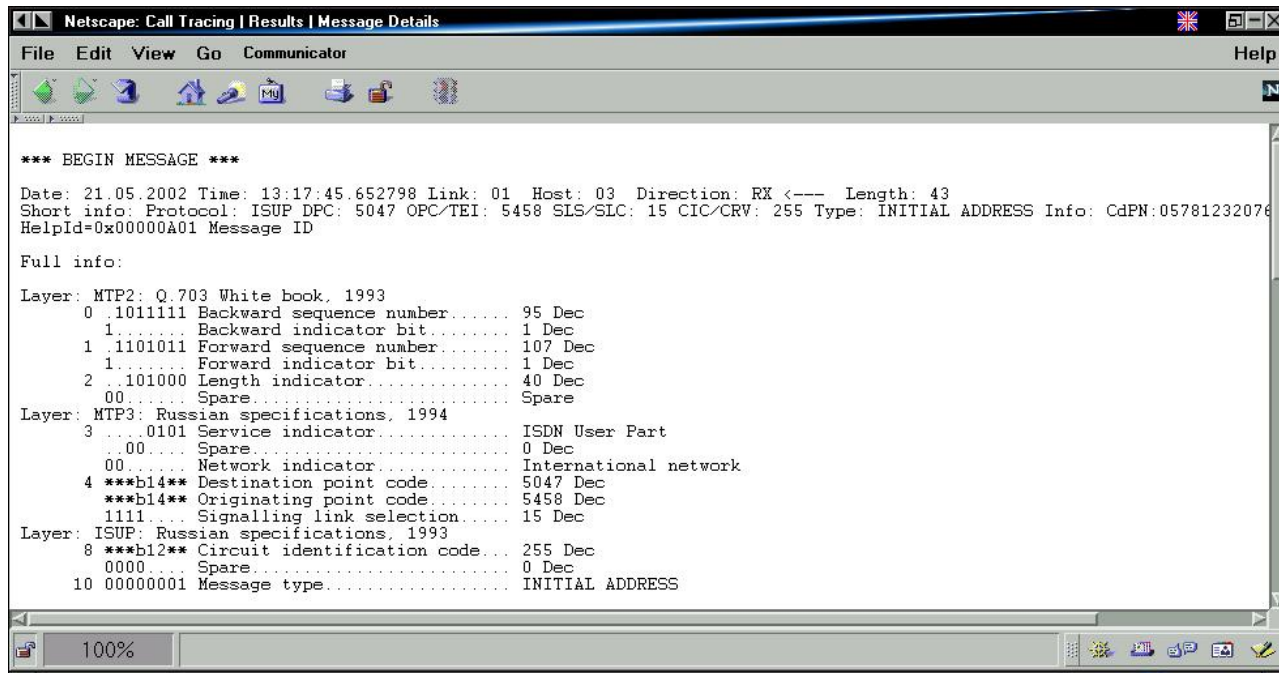 Netscape: Call Tracing | Results | Message Details
File Edit View Go Communicator Help
My
N
*** BEGIN MESSAGE ***
Date: 21.05.2002 Time: 13:17:45.652798 Link: 01 Host: 03 Direction: RX <--- Length: 43
Short info: Protocol: ISUP DPC: 5047 OPC/TEI: 5458 SLS/SLC: 15 CIC/CRV: 255 Type: INITIAL ADDRESS Info: CdPN:05781232076
HelpId=0x00000A01 Message ID
Full info:
Layer: MTP2: Q.703 White book, 1993
0 .1011111 Backward sequence number...... 95 Dec
1....... Backward indicator bit........ 1 Dec
1 .1101011 Forward sequence number....... 107 Dec
1....... Forward indicator bit......... 1 Dec
2 ..101000 Length indicator.............. 40 Dec
00...... Spare......................... Spare
Layer: MTP3: Russian specifications, 1994
3 ....0101 Service indicator............. ISDN User Part
..00.... Spare......................... 0 Dec
00...... Network indicator............. International network
4 ***b14** Destination point code........ 5047 Dec
***b14** Originating point code........ 5458 Dec
1111.... Signalling link selection..... 15 Dec
Layer: ISUP: Russian specifications, 1993
8 ***b12** Circuit identification code... 255 Dec
0000.... Spare......................... 0 Dec
10 00000001 Message type.................. INITIAL ADDRESS
100%